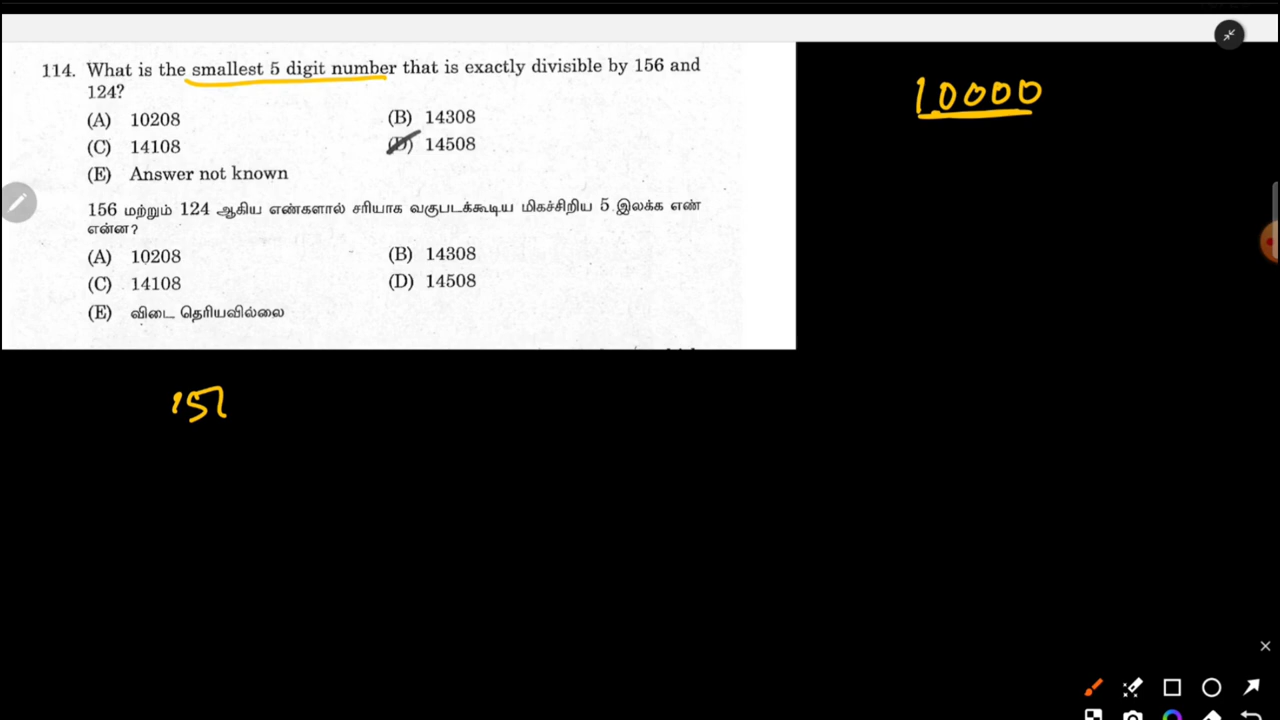 114. What is the smallest 5 digit number that is exactly divisible by 156 and
124?
(A) 10208 (B) 14308
(C) 14108 (D) 14508
(E) Answer not known
156 மற்றும் 124 ஆகிய எண்களால் சரியாக வகுபடக்கூடிய மிகச்சிறிய 5 இலக்க எண்
என்ன?
(A) 10208 (B) 14308
(C) 14108 (D) 14508
(E) விடை தெரியவில்லை
10000